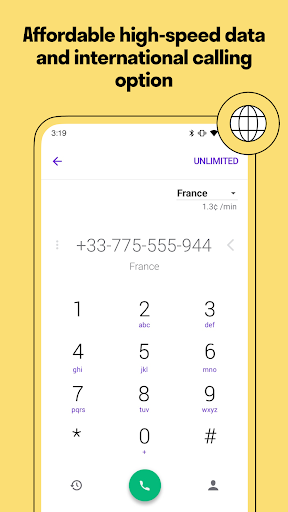 Affordable high-speed data
and international calling
option
3:19
UNLIMITED
France
1.3¢ /min
+33-775-555-944
France
1 2 3
abc def
4 5 6
ghi jkl mno
7 8 9
pqrs tuv wxyz
* 0 #
+